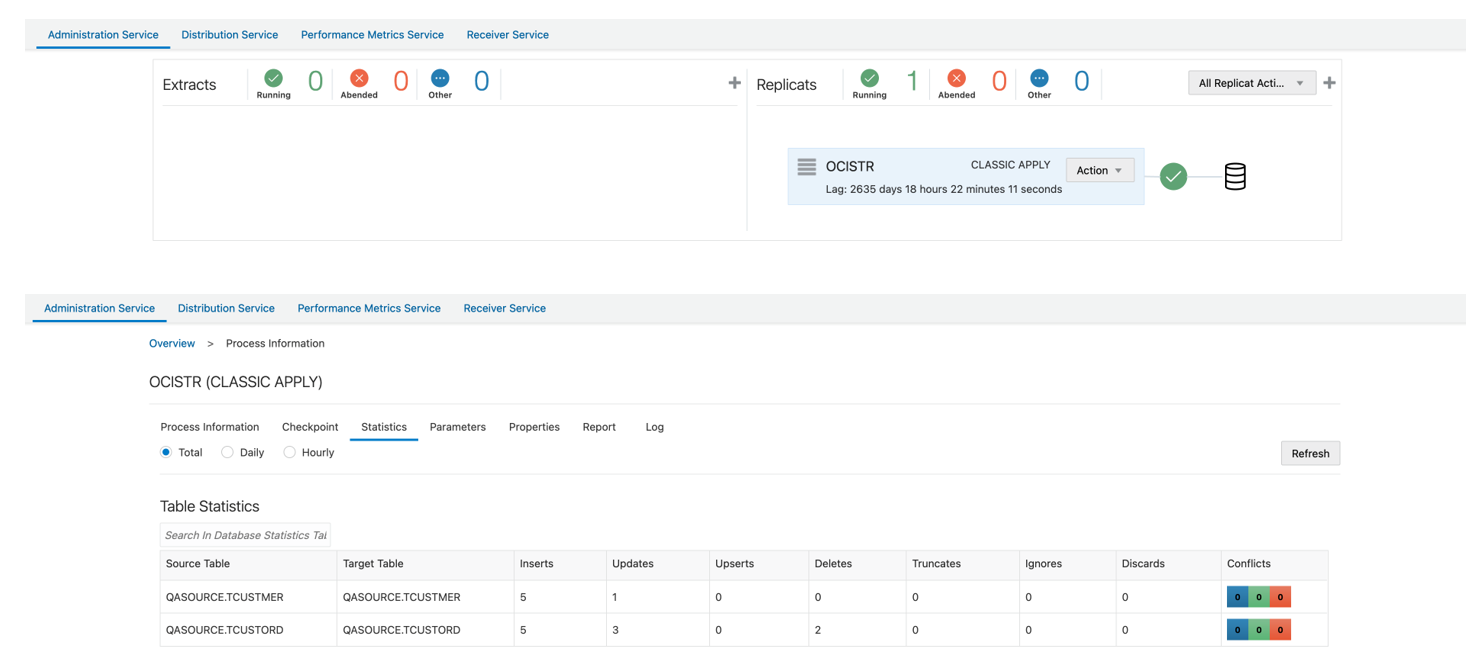 Administration Service Distribution Service Performance Metrics Service Receiver Service
Extracts Running 0 Abended 0 Other 0
Replicats Running 1 Abended 0 Other 0 All Replicat Acti...
OCISTR CLASSIC APPLY Action
Lag: 2635 days 18 hours 22 minutes 11 seconds
Administration Service Distribution Service Performance Metrics Service Receiver Service
Overview > Process Information
OCISTR (CLASSIC APPLY)
Process Information Checkpoint Statistics Parameters Properties Report Log
Total Daily Hourly
Refresh
Table Statistics
Search In Database Statistics Tal
Source Table Target Table Inserts Updates Upserts Deletes Truncates Ignores Discards Conflicts
QASOURCE.TCUSTMER QASOURCE.TCUSTMER 5 1 0 0 0 0 0 0 0 0
QASOURCE.TCUSTORD QASOURCE.TCUSTORD 5 3 0 2 0 0 0 0 0 0